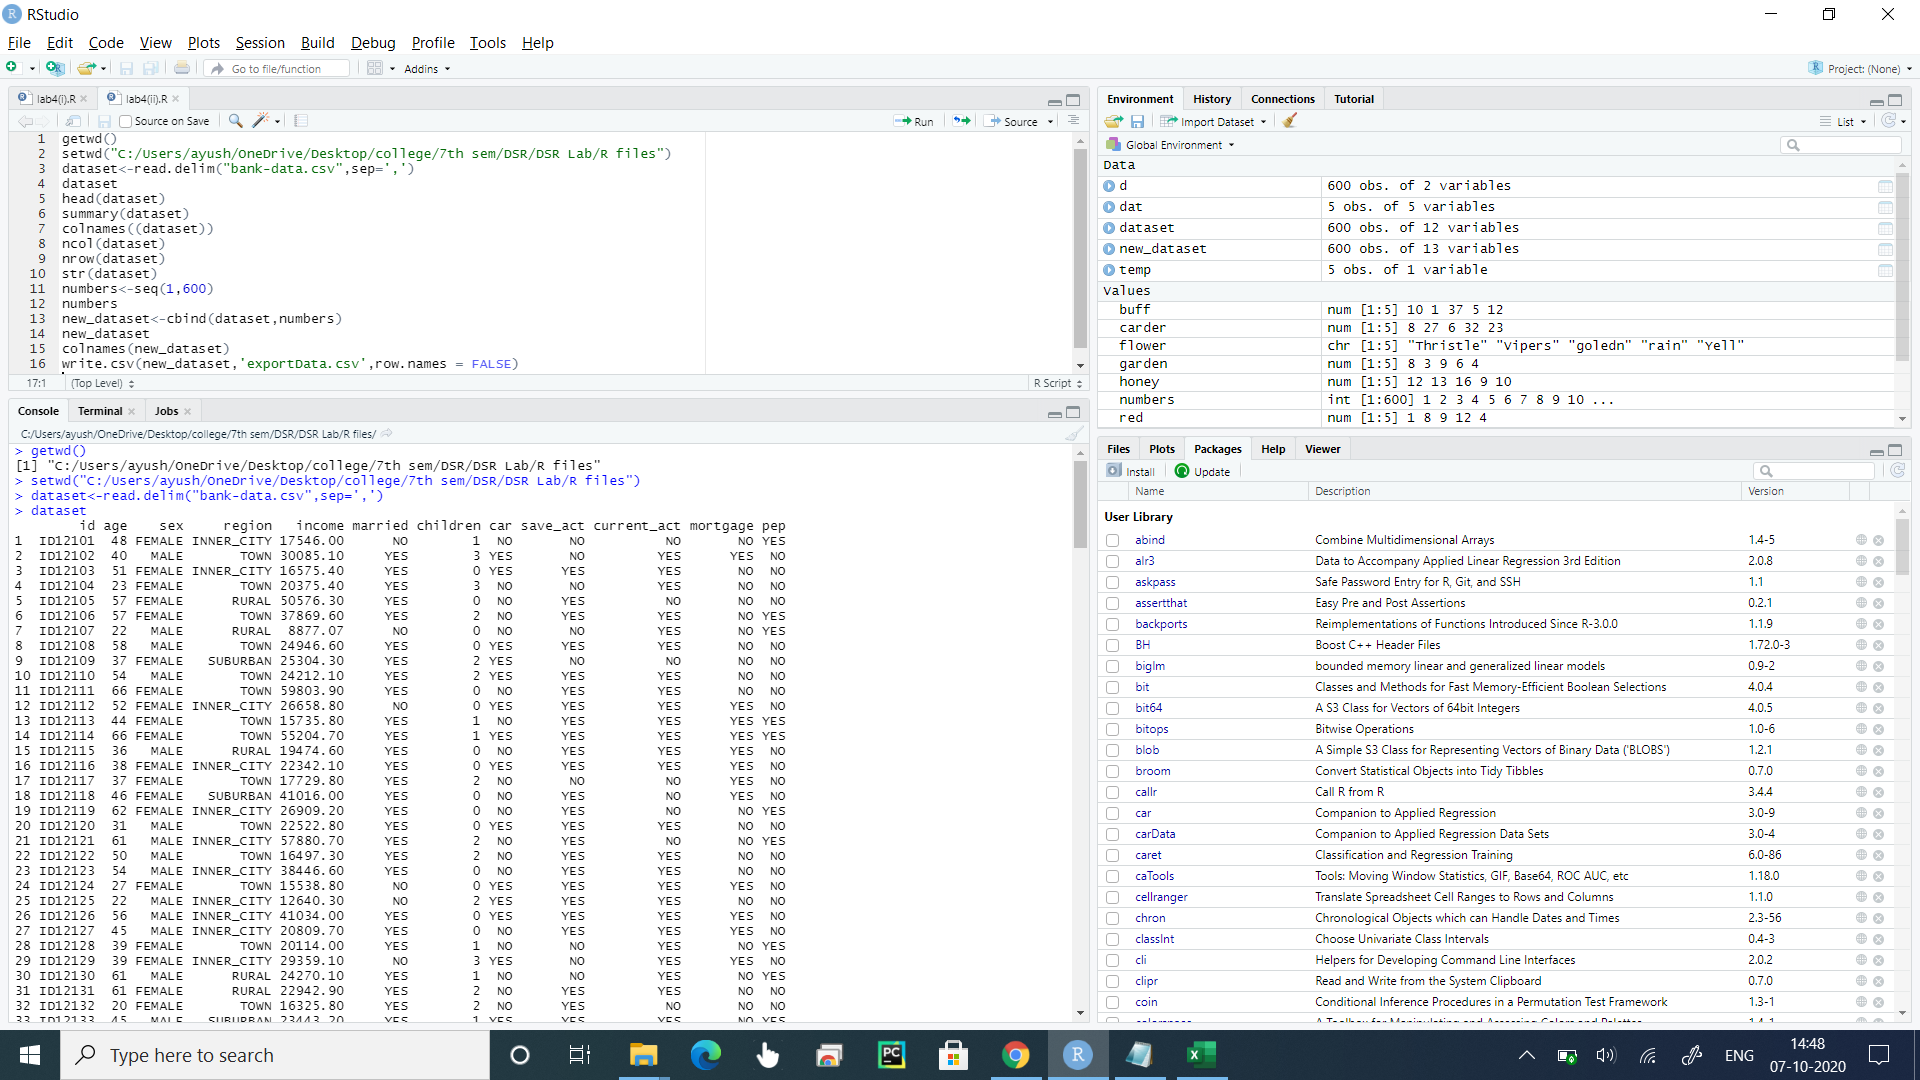 RStudio
File Edit Code View Plots Session Build Debug Profile Tools Help
Go to file/function Addins Project: (None)
lab4(i).R lab4(ii).R
Source on Save Run Source
1 getwd()
2 setwd("C:/Users/ayush/OneDrive/Desktop/college/7th sem/DSR/DSR Lab/R files")
3 dataset<-read.delim("bank-data.csv",sep=',')
4 dataset
5 head(dataset)
6 summary(dataset)
7 colnames((dataset))
8 ncol(dataset)
9 nrow(dataset)
10 str(dataset)
11 numbers<-seq(1,600)
12 numbers
13 new_dataset<-cbind(dataset,numbers)
14 new_dataset
15 colnames(new_dataset)
16 write.csv(new_dataset,'exportData.csv',row.names = FALSE)
17:1 (Top Level) R Script
Console Terminal Jobs
C:/Users/ayush/OneDrive/Desktop/college/7th sem/DSR/DSR Lab/R files/
> getwd()
[1] "C:/Users/ayush/OneDrive/Desktop/college/7th sem/DSR/DSR Lab/R files"
> setwd("C:/Users/ayush/OneDrive/Desktop/college/7th sem/DSR/DSR Lab/R files")
> dataset<-read.delim("bank-data.csv",sep=',')
> dataset
id age sex region income married children car save_act current_act mortgage pep
1 ID12101 48 FEMALE INNER_CITY 17546.00 NO 1 NO NO NO NO YES
2 ID12102 40 MALE TOWN 30085.10 YES 3 YES NO YES YES NO
3 ID12103 51 FEMALE INNER_CITY 16575.40 YES 0 YES YES YES NO NO
4 ID12104 23 FEMALE TOWN 20375.40 YES 3 NO NO YES NO NO
5 ID12105 57 FEMALE RURAL 50576.30 YES 0 NO YES NO NO NO
6 ID12106 57 FEMALE TOWN 37869.60 YES 2 NO YES YES NO YES
7 ID12107 22 MALE RURAL 8877.07 NO 0 NO NO YES NO YES
8 ID12108 58 MALE TOWN 24946.60 YES 0 YES YES YES NO NO
9 ID12109 37 FEMALE SUBURBAN 25304.30 YES 2 YES NO NO NO NO
10 ID12110 54 MALE TOWN 24212.10 YES 2 YES YES YES NO NO
11 ID12111 66 FEMALE TOWN 59803.90 YES 0 NO YES YES NO NO
12 ID12112 52 FEMALE INNER_CITY 26658.80 NO 0 YES YES YES YES NO
13 ID12113 44 FEMALE TOWN 15735.80 YES 1 NO YES YES YES YES
14 ID12114 66 FEMALE TOWN 55204.70 YES 1 YES YES YES YES YES
15 ID12115 36 MALE RURAL 19474.60 YES 0 NO YES YES YES NO
16 ID12116 38 FEMALE INNER_CITY 22342.10 YES 0 YES YES YES YES NO
17 ID12117 37 FEMALE TOWN 17729.80 YES 2 NO NO NO YES NO
18 ID12118 46 FEMALE SUBURBAN 41016.00 YES 0 NO YES NO YES NO
19 ID12119 62 FEMALE INNER_CITY 26909.20 YES 0 NO YES NO NO YES
20 ID12120 31 MALE TOWN 22522.80 YES 0 YES YES YES NO NO
21 ID12121 61 MALE INNER_CITY 57880.70 YES 2 NO YES NO NO YES
22 ID12122 50 MALE TOWN 16497.30 YES 2 NO YES YES NO NO
23 ID12123 54 MALE INNER_CITY 38446.60 YES 0 NO YES YES NO NO
24 ID12124 27 FEMALE TOWN 15538.80 NO 0 YES YES YES YES NO
25 ID12125 22 MALE INNER_CITY 12640.30 NO 2 YES YES YES NO NO
26 ID12126 56 MALE INNER_CITY 41034.00 YES 0 YES YES YES YES NO
27 ID12127 45 MALE INNER_CITY 20809.70 YES 0 NO YES YES YES NO
28 ID12128 39 FEMALE TOWN 20114.00 YES 1 NO NO YES NO YES
29 ID12129 39 FEMALE INNER_CITY 29359.10 NO 3 YES NO YES YES NO
30 ID12130 61 MALE RURAL 24270.10 YES 1 NO NO YES NO YES
31 ID12131 61 FEMALE RURAL 22942.90 YES 2 NO YES YES NO NO
32 ID12132 20 FEMALE TOWN 16325.80 YES 2 NO YES NO NO NO
33 ID12133 45 MALE SUBURBAN 23443.20 YES 1 YES YES YES NO YES
Environment History Connections Tutorial
Import Dataset List
Global Environment
Data
d 600 obs. of 2 variables
dat 5 obs. of 5 variables
dataset 600 obs. of 12 variables
new_dataset 600 obs. of 13 variables
temp 5 obs. of 1 variable
Values
buff num [1:5] 10 1 37 5 12
carder num [1:5] 8 27 6 32 23
flower chr [1:5] "Thristle" "Vipers" "goledn" "rain" "Yell"
garden num [1:5] 8 3 9 6 4
honey num [1:5] 12 13 16 9 10
numbers int [1:600] 1 2 3 4 5 6 7 8 9 10 ...
red num [1:5] 1 8 9 12 4
Files Plots Packages Help Viewer
Install Update
Name Description Version
User Library
abind Combine Multidimensional Arrays 1.4-5
alr3 Data to Accompany Applied Linear Regression 3rd Edition 2.0.8
askpass Safe Password Entry for R, Git, and SSH 1.1
assertthat Easy Pre and Post Assertions 0.2.1
backports Reimplementations of Functions Introduced Since R-3.0.0 1.1.9
BH Boost C++ Header Files 1.72.0-3
biglm bounded memory linear and generalized linear models 0.9-2
bit Classes and Methods for Fast Memory-Efficient Boolean Selections 4.0.4
bit64 A S3 Class for Vectors of 64bit Integers 4.0.5
bitops Bitwise Operations 1.0-6
blob A Simple S3 Class for Representing Vectors of Binary Data ('BLOBS') 1.2.1
broom Convert Statistical Objects into Tidy Tibbles 0.7.0
callr Call R from R 3.4.4
car Companion to Applied Regression 3.0-9
carData Companion to Applied Regression Data Sets 3.0-4
caret Classification and Regression Training 6.0-86
caTools Tools: Moving Window Statistics, GIF, Base64, ROC AUC, etc 1.18.0
cellranger Translate Spreadsheet Cell Ranges to Rows and Columns 1.1.0
chron Chronological Objects which can Handle Dates and Times 2.3-56
classInt Choose Univariate Class Intervals 0.4-3
cli Helpers for Developing Command Line Interfaces 2.0.2
clipr Read and Write from the System Clipboard 0.7.0
coin Conditional Inference Procedures in a Permutation Test Framework 1.3-1
colorspace A Toolbox for Manipulating and Assessing Colors and Palettes 1.4-1
Type here to search
PC
R
ENG
14:48
07-10-2020